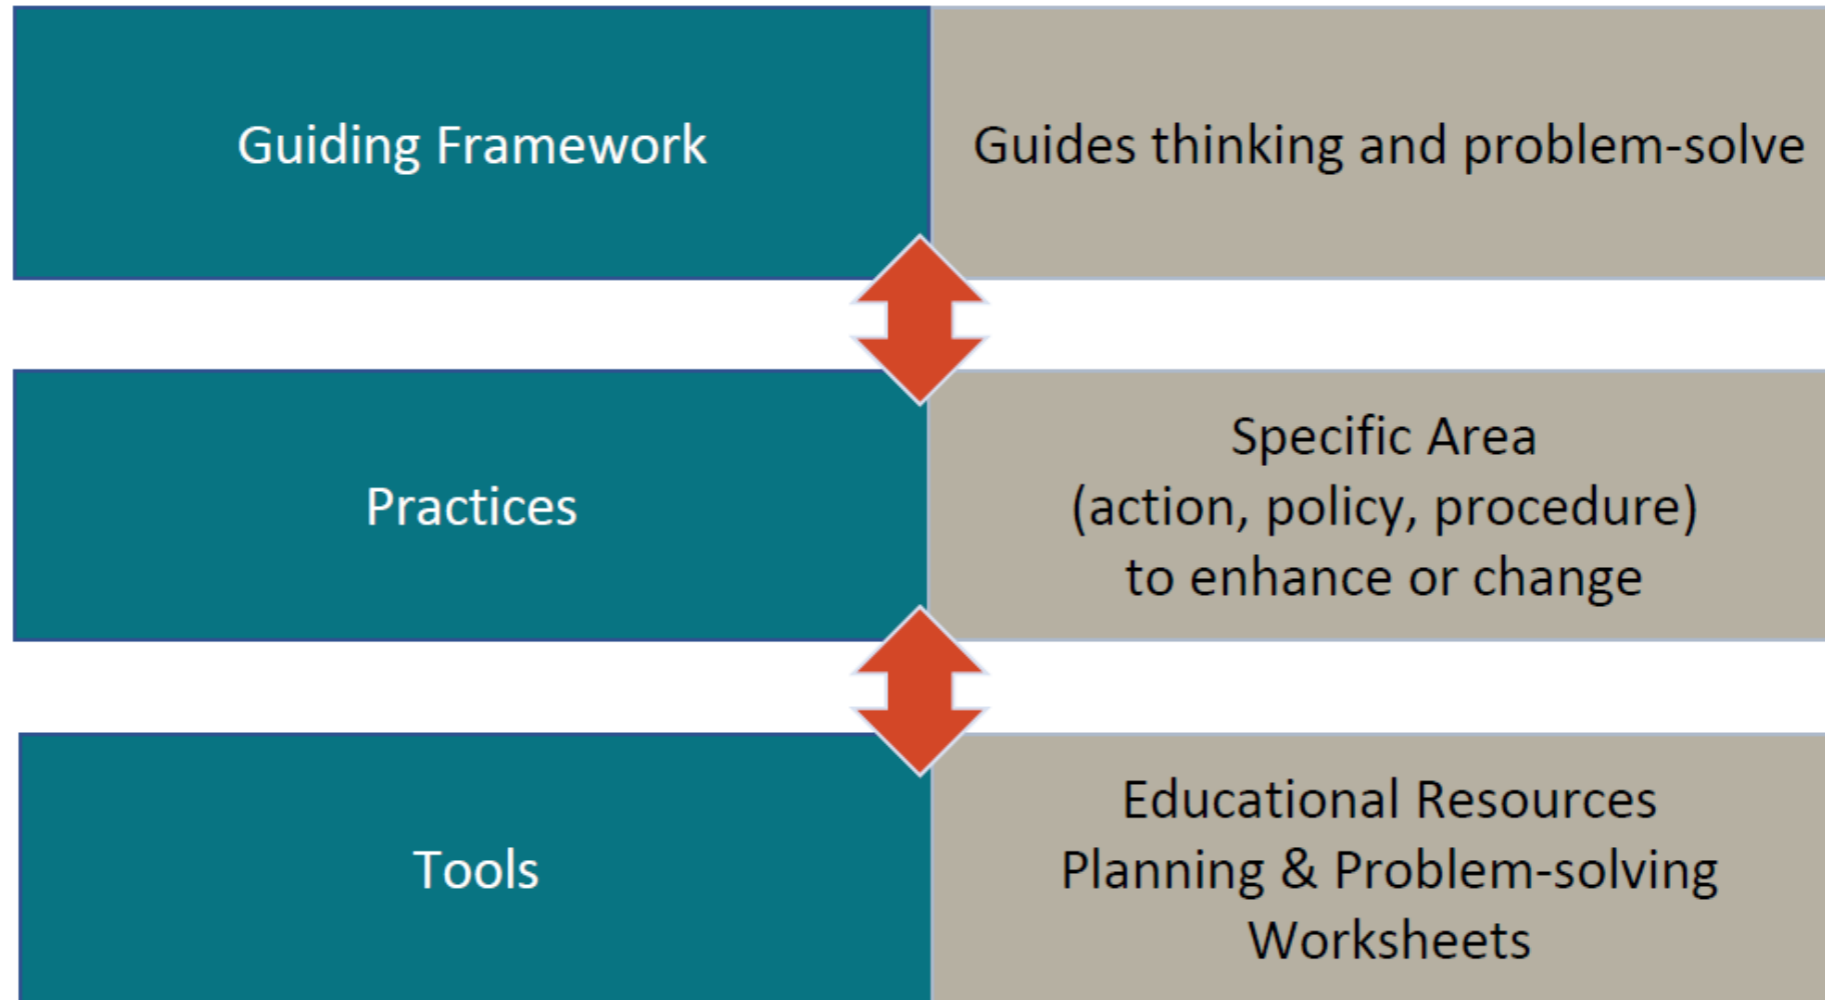 Guiding Framework
Guides thinking and problem-solve
Practices
Specific Area
(action, policy, procedure)
to enhance or change
Tools
Educational Resources
Planning & Problem-solving
Worksheets